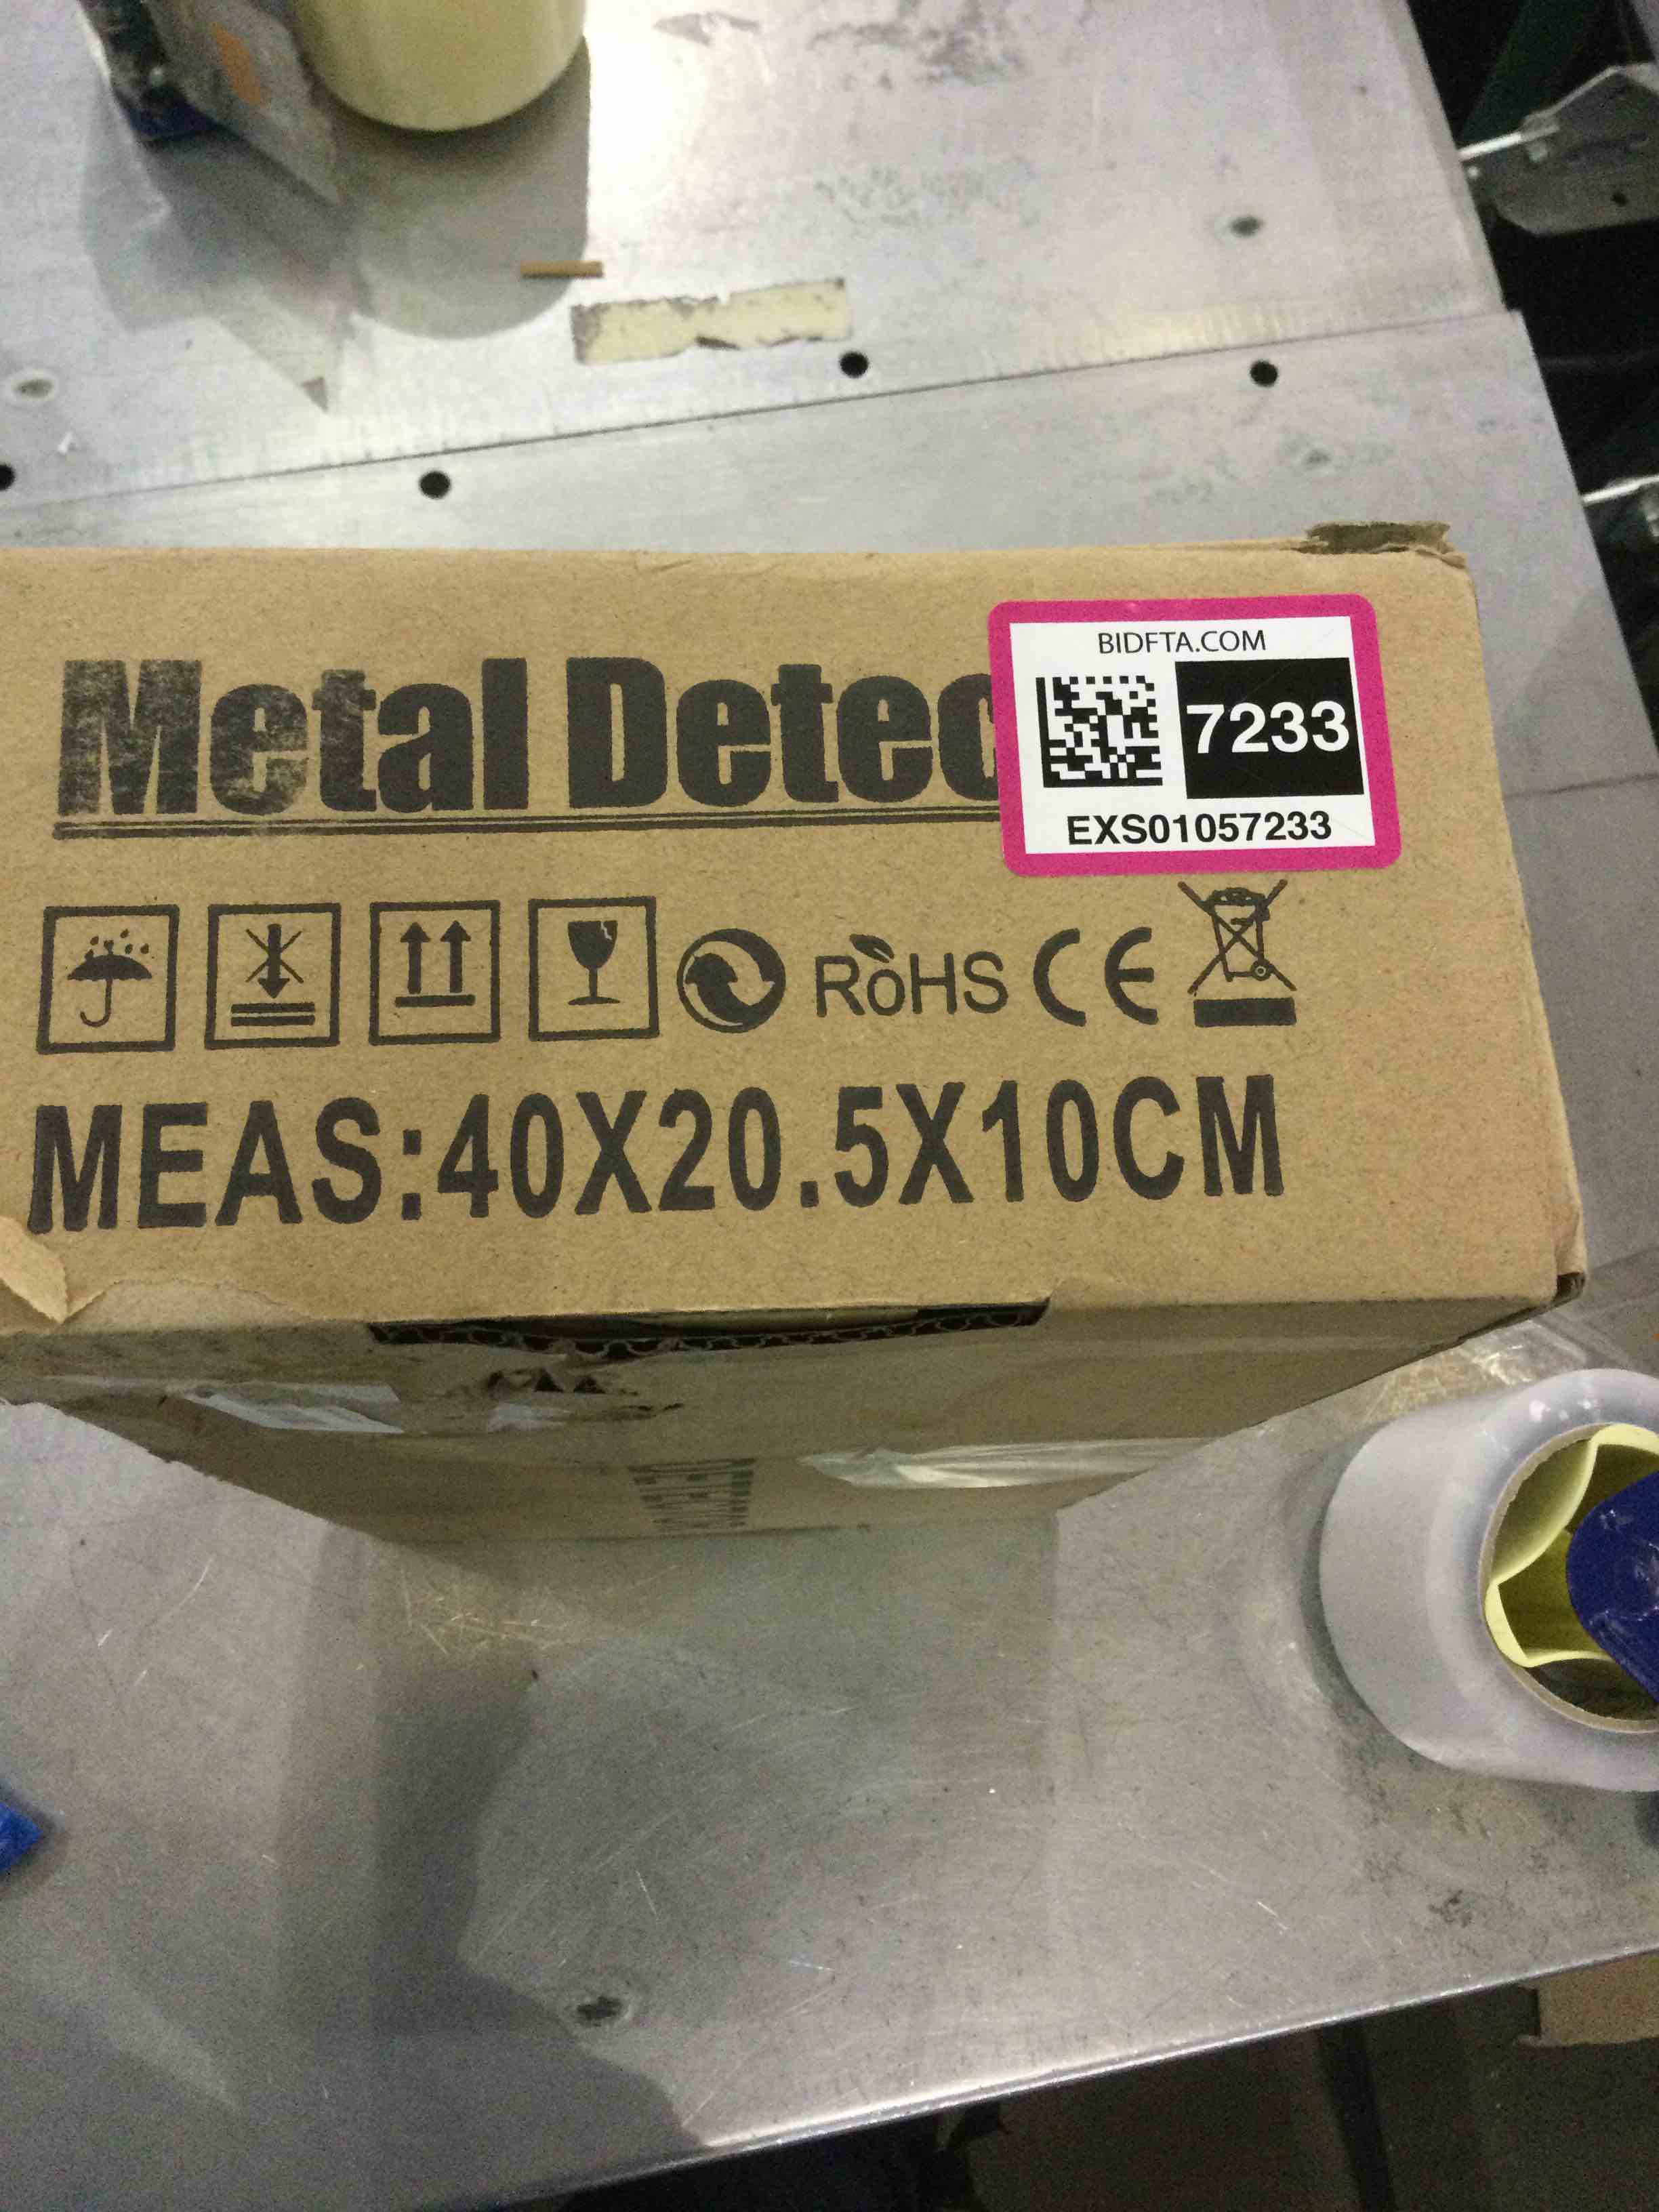 BIDFTA.COM
Metal Detec
7233
EXS01057233
RoHS CE
MEAS:40X20.5X10CM